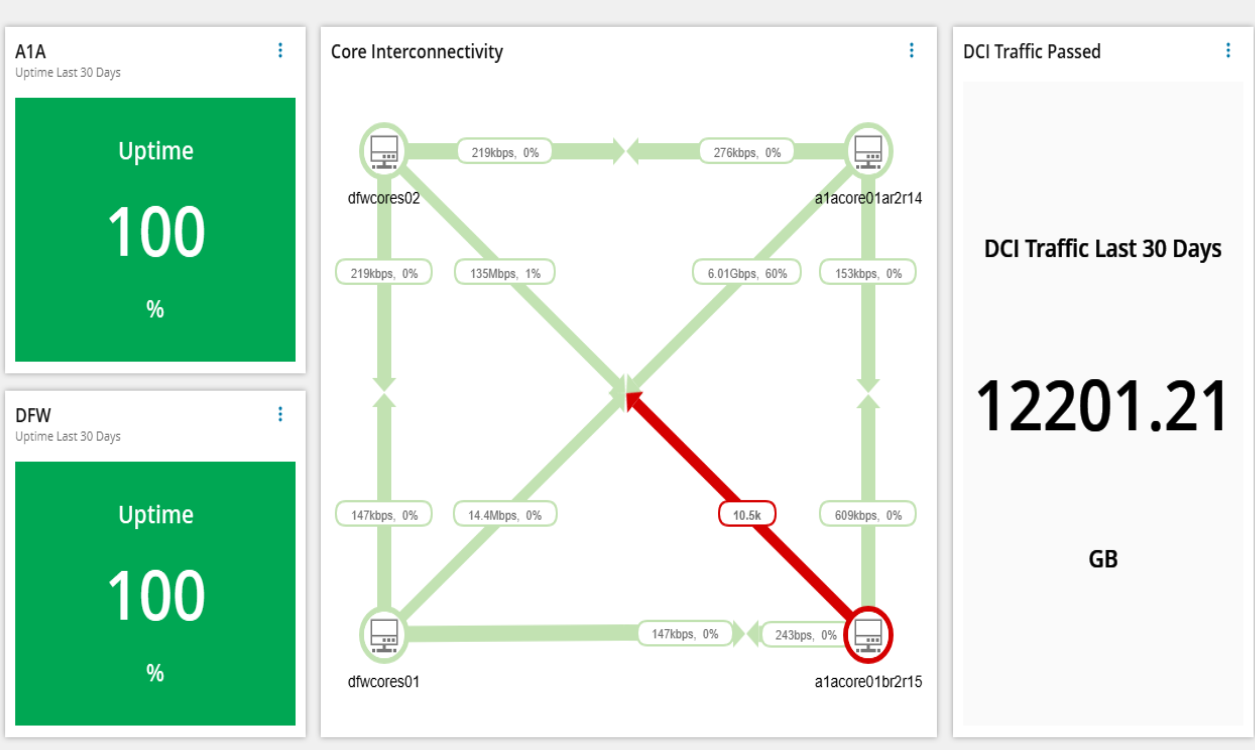 A1A
Uptime Last 30 Days
Uptime
100
%
DFW
Uptime Last 30 Days
Uptime
100
%
Core Interconnectivity
219kbps, 0%
276kbps, 0%
dfwcores02
a1acore01ar2r14
219kbps, 0%
135Mbps, 1%
6.01Gbps, 60%
153kbps, 0%
147kbps, 0%
14.4Mbps, 0%
10.5k
609kbps, 0%
147kbps, 0%
243bps, 0%
dfwcores01
a1acore01br2r15
DCI Traffic Passed
DCI Traffic Last 30 Days
12201.21
GB